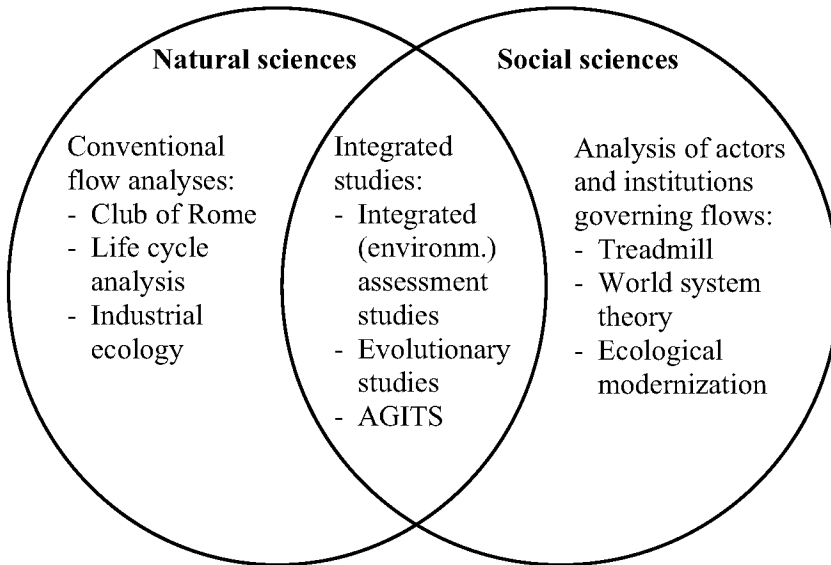 Natural sciences
Social sciences
Conventional
flow analyses:
- Club of Rome
- Life cycle
analysis
- Industrial
ecology
Integrated
studies:
- Integrated
(environm.)
assessment
studies
- Evolutionary
studies
- AGITS
Analysis of actors
and institutions
governing flows:
- Treadmill
- World system
theory
- Ecological
modernization